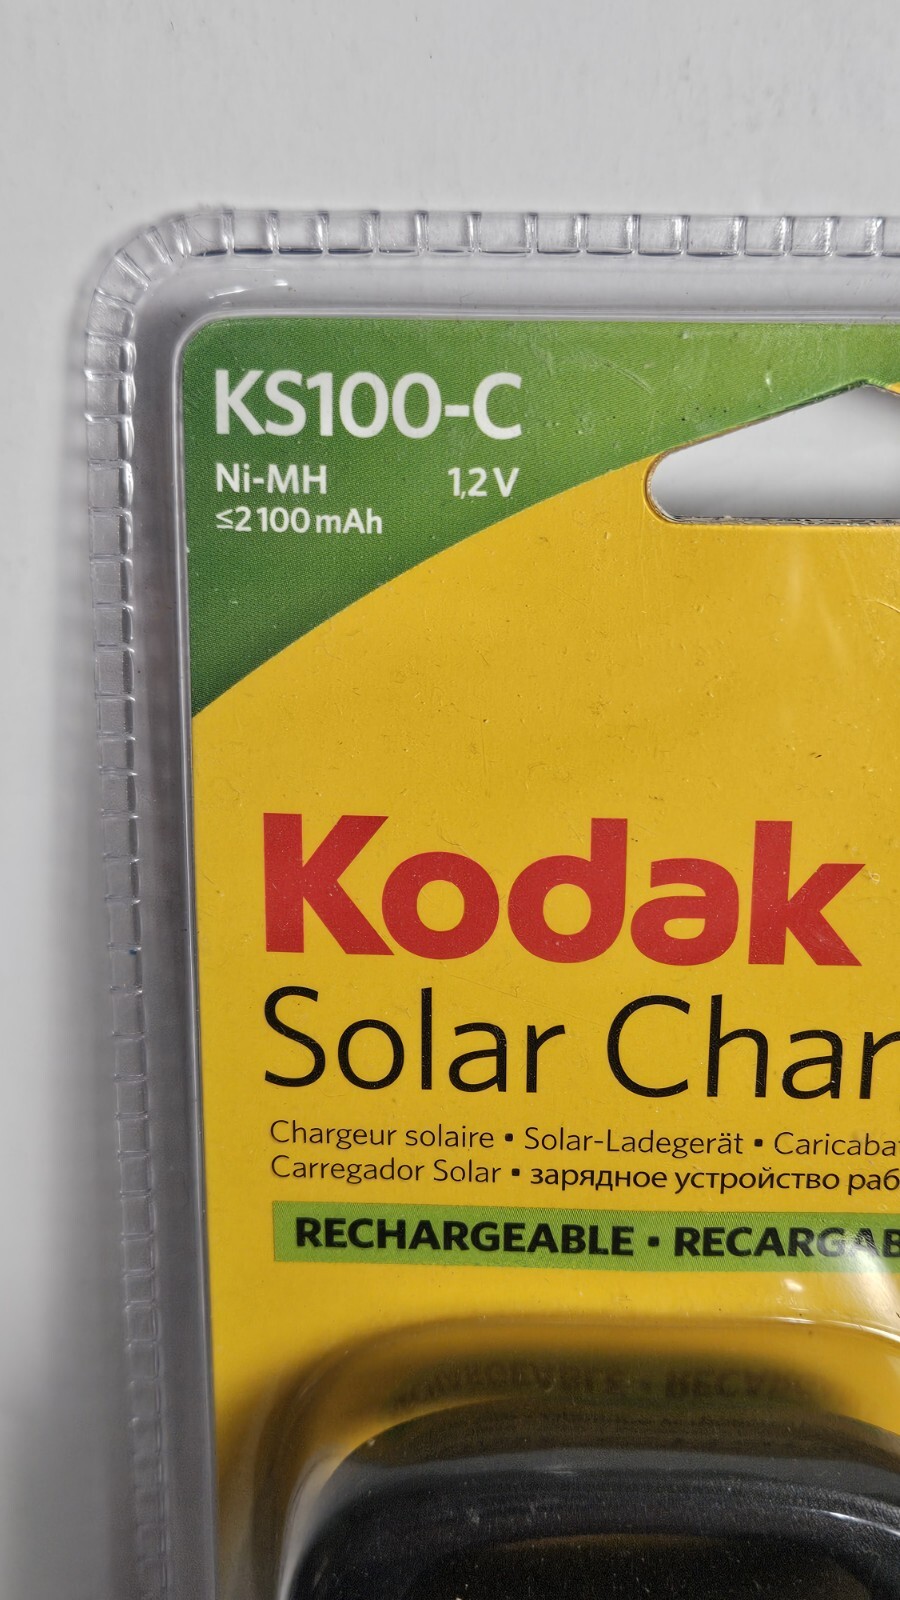 KS100-C
Ni-MH 1,2 V
≤2100 mAh
Kodak
Solar Char
Chargeur solaire • Solar-Ladegerät • Caricaba
Carregador Solar • зарядное устройство раб
RECHARGEABLE • RECARGAB